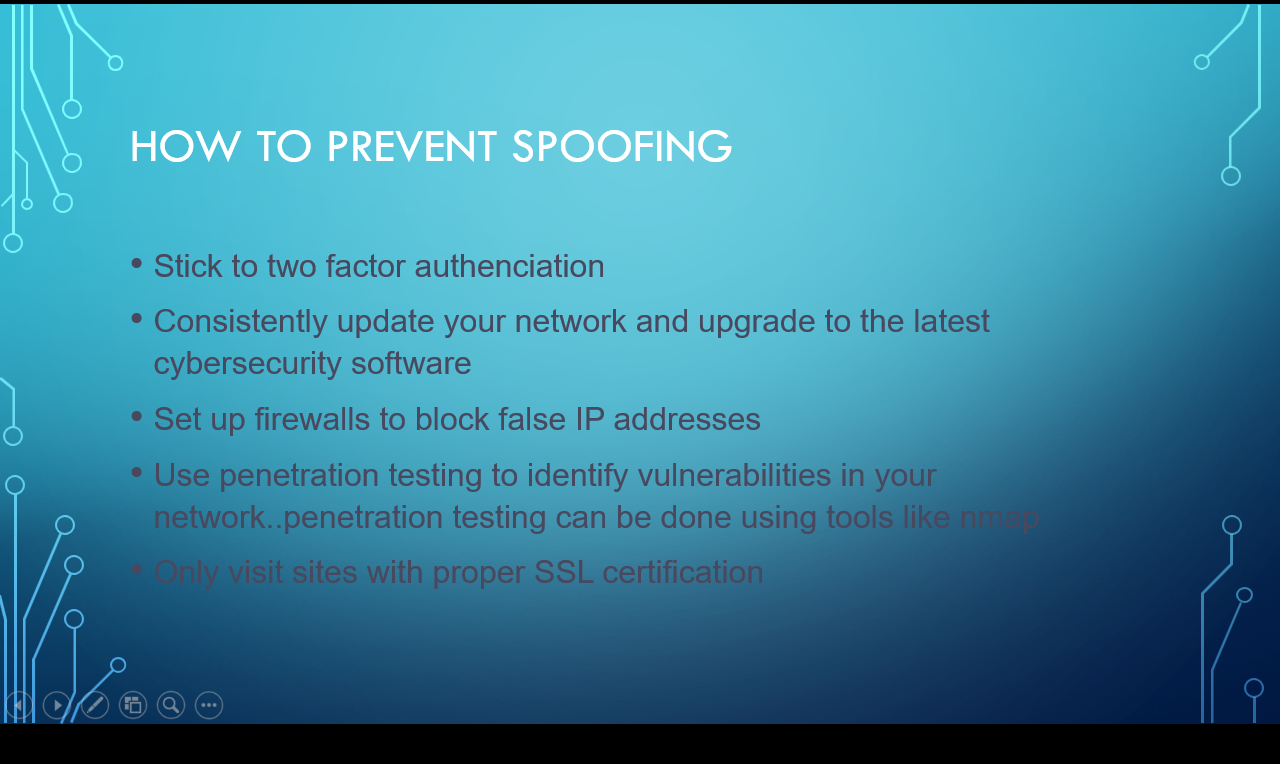 HOW TO PREVENT SPOOFING
• Stick to two factor authenciation
• Consistently update your network and upgrade to the latest
cybersecurity software
• Set up firewalls to block false IP addresses
• Use penetration testing to identify vulnerabilities in your
network..penetration testing can be done using tools like nmap
• Only visit sites with proper SSL certification